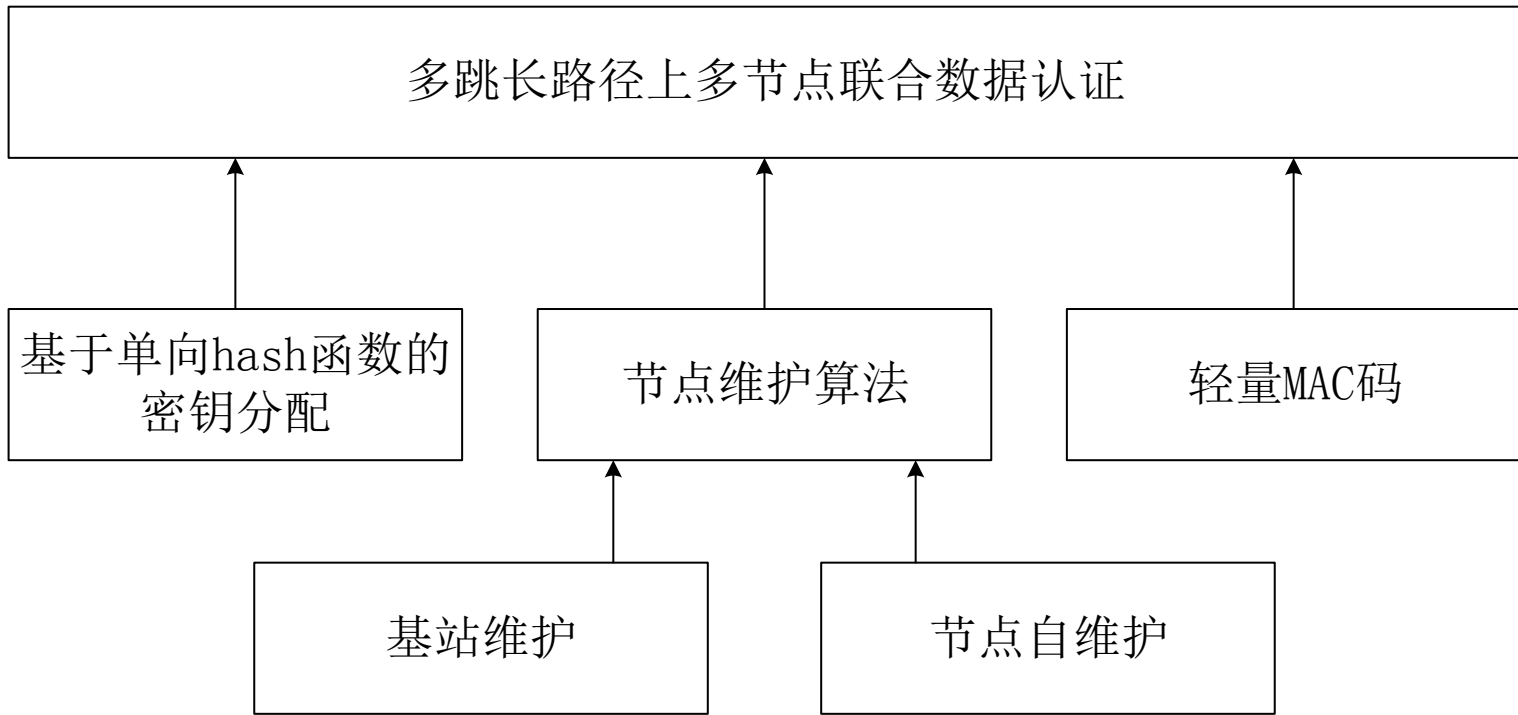 多跳长路径上多节点联合数据认证
基于单向hash函数的
密钥分配
节点维护算法
轻量MAC码
基站维护
节点自维护